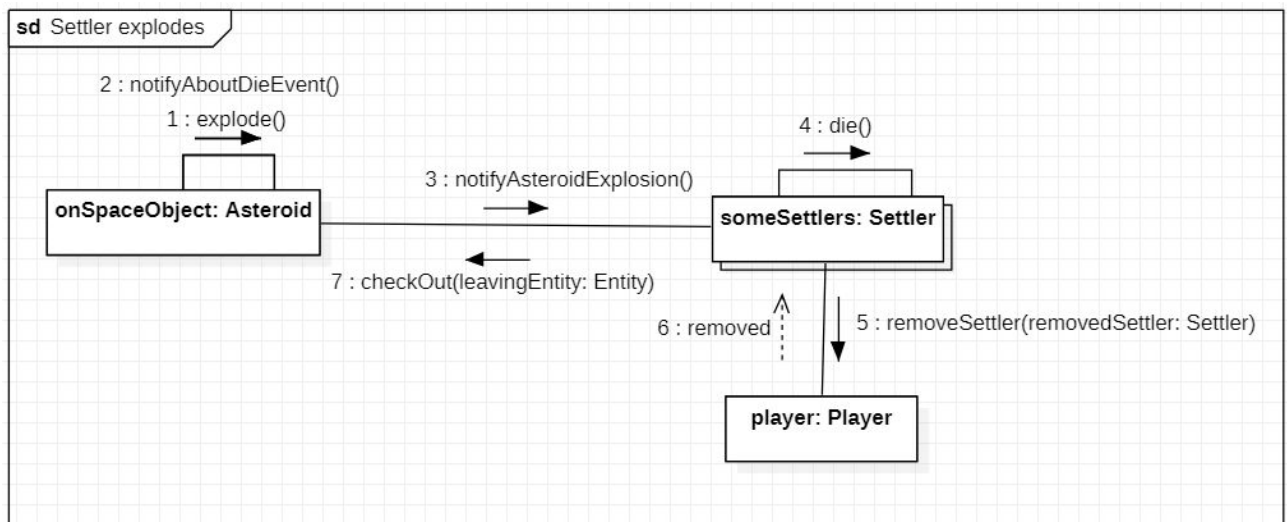 sd Settler explodes
2 : notifyAboutDieEvent()
1 : explode()
4 : die()
3 : notifyAsteroidExplosion()
onSpaceObject: Asteroid
someSettlers: Settler
7 : checkOut(leavingEntity: Entity)
6 : removed
5 : removeSettler(removedSettler: Settler)
player: Player